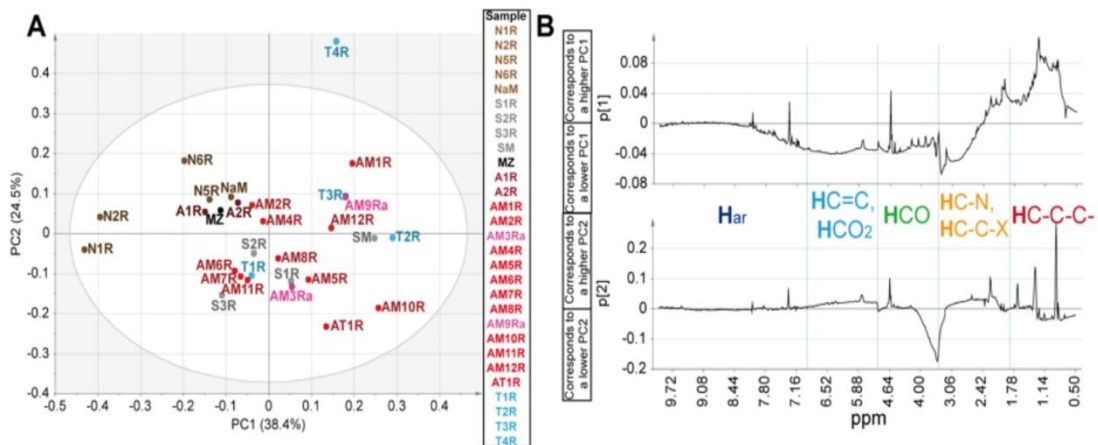 A
PC2 (24.5%)
0.4
0.3
0.2
0.1
0
-0.1
-0.2
-0.3
-0.4
T4R
AM1R
N6R
T3R
AM9Ra
N5R
NaM
A1R
MZ
A2R
AM2R
AM4R
AM12R
N2R
N1R
SM
T2R
S2R
AM8R
AM6R
T1R
AM7R
AM11R
S1R
AM5R
S3R
AM3Ra
AM10R
AT1R
-0.5
-0.4
-0.3
-0.2
-0.1
0
0.1
0.2
0.3
0.4
PC1 (38.4%)
Sample
N1R
N2R
N5R
N6R
NaM
S1R
S2R
S3R
SM
MZ
A1R
A2R
AM1R
AM2R
AM3Ra
AM4R
AM5R
AM6R
AM7R
AM8R
AM9Ra
AM10R
AM11R
AM12R
AT1R
T1R
T2R
T3R
T4R
B
Corresponds to
a higher PC1
Corresponds to
a lower PC1
Corresponds to
a higher PC2
Corresponds to
a lower PC2
p[1]
0.08
0.04
0
-0.04
-0.08
Har
HC=C,
HCO2
HCO
HC-N,
HC-C-X
HC-C-C-
p[2]
0.2
0.1
0
-0.1
-0.2
9.72
9.08
8.44
7.80
7.16
6.52
5.88
4.64
4.00
3.06
2.42
1.78
1.14
0.50
ppm